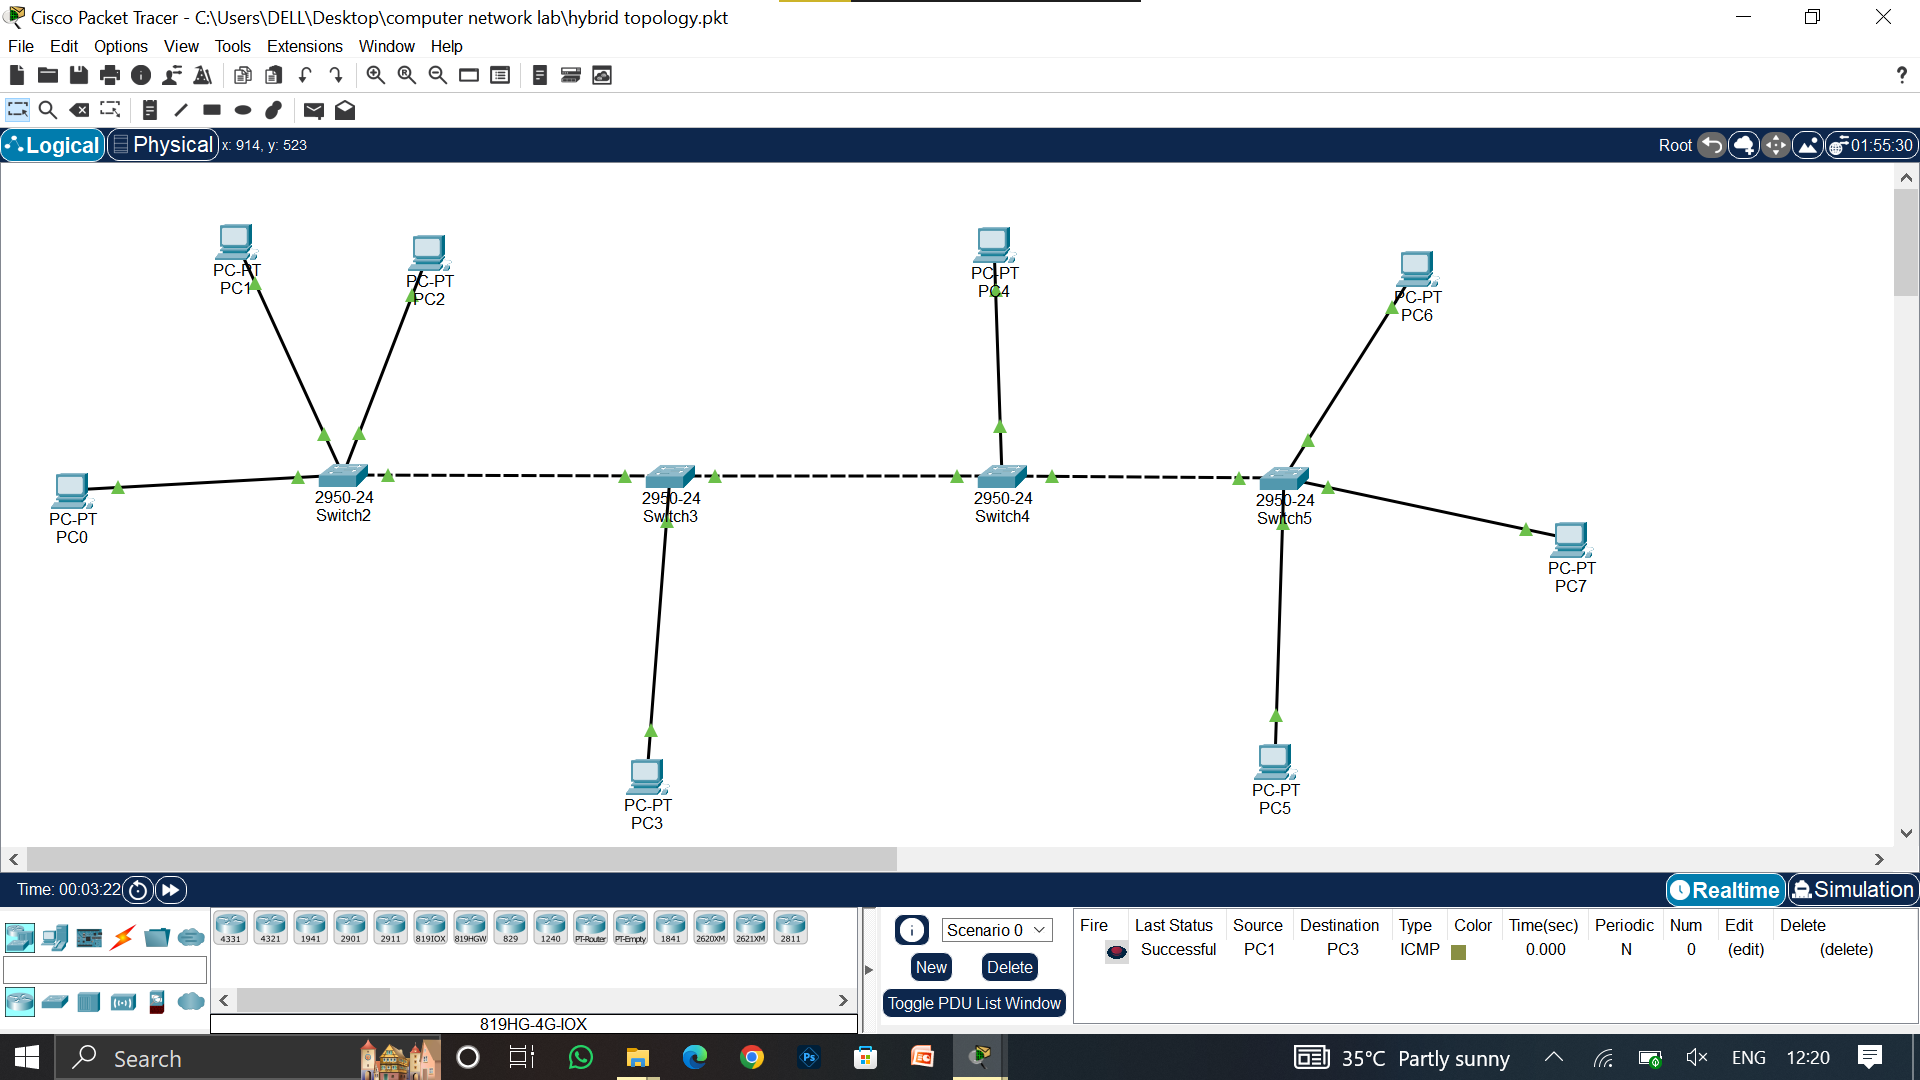 Cisco Packet Tracer - C:\Users\DELL\Desktop\computer network lab\hybrid topology.pkt
File Edit Options View Tools Extensions Window Help
?
Logical Physical x: 914, y: 523 Root 01:55:30
PC-PT
PC1
PC-PT
PC2
PC-PT
PC4
PC-PT
PC6
PC-PT
PC0
2950-24
Switch2
2950-24
Switch3
2950-24
Switch4
2950-24
Switch5
PC-PT
PC7
PC-PT
PC3
PC-PT
PC5
Time: 00:03:22 Realtime Simulation
4331 4321 1941 2901 2911 819IOX 819HGW 829 1240 PT-Router PT-Empty 1841 2620XM 2621XM 2811
819HG-4G-IOX
Scenario 0
New Delete
Toggle PDU List Window
Fire Last Status Source Destination Type Color Time(sec) Periodic Num Edit Delete
Successful PC1 PC3 ICMP 0.000 N 0 (edit) (delete)
Search Ps 35°C Partly sunny ENG 12:20